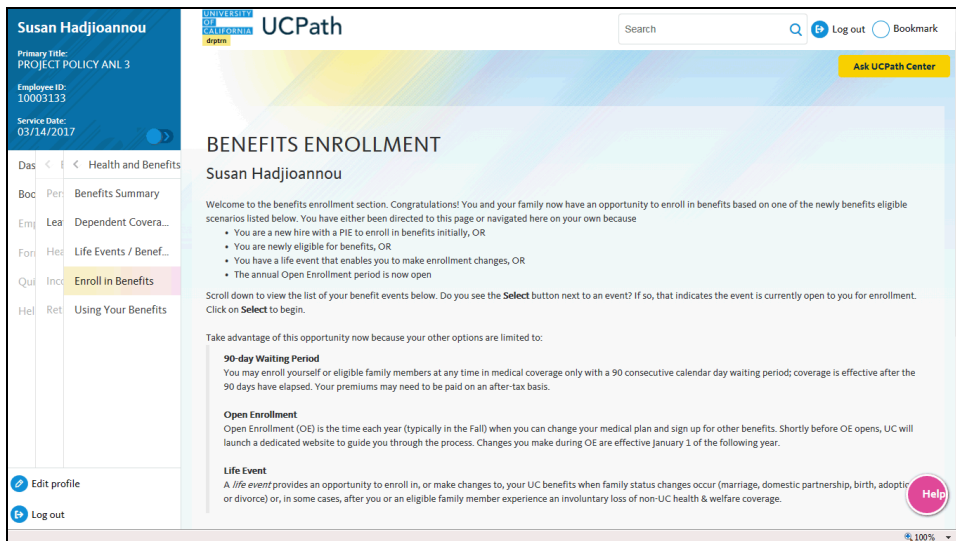 Susan Hadjioannou
Primary Title:
PROJECT POLICY ANL 3
Employee ID:
10003133
Service Date:
03/14/2017
UNIVERSITY
OF
CALIFORNIA
drptrn
UCPath
Search
Log out
Bookmark
Ask UCPath Center
Das
Boo
Emp
For
Qui
Hel
Per
Lea
Hea
Inco
Ret
Health and Benefits
Benefits Summary
Dependent Covera...
Life Events / Benef...
Enroll in Benefits
Using Your Benefits
Edit profile
Log out
BENEFITS ENROLLMENT
Susan Hadjioannou
Welcome to the benefits enrollment section. Congratulations! You and your family now have an opportunity to enroll in benefits based on one of the newly benefits eligible
scenarios listed below. You have either been directed to this page or navigated here on your own because
• You are a new hire with a PIE to enroll in benefits initially, OR
• You are newly eligible for benefits, OR
• You have a life event that enables you to make enrollment changes, OR
• The annual Open Enrollment period is now open
Scroll down to view the list of your benefit events below. Do you see the Select button next to an event? If so, that indicates the event is currently open to you for enrollment.
Click on Select to begin.
Take advantage of this opportunity now because your other options are limited to:
90-day Waiting Period
You may enroll yourself or eligible family members at any time in medical coverage only with a 90 consecutive calendar day waiting period; coverage is effective after the
90 days have elapsed. Your premiums may need to be paid on an after-tax basis.
Open Enrollment
Open Enrollment (OE) is the time each year (typically in the Fall) when you can change your medical plan and sign up for other benefits. Shortly before OE opens, UC will
launch a dedicated website to guide you through the process. Changes you make during OE are effective January 1 of the following year.
Life Event
A life event provides an opportunity to enroll in, or make changes to, your UC benefits when family status changes occur (marriage, domestic partnership, birth, adoptic
or divorce) or, in some cases, after you or an eligible family member experience an involuntary loss of non-UC health & welfare coverage.
Help
100%